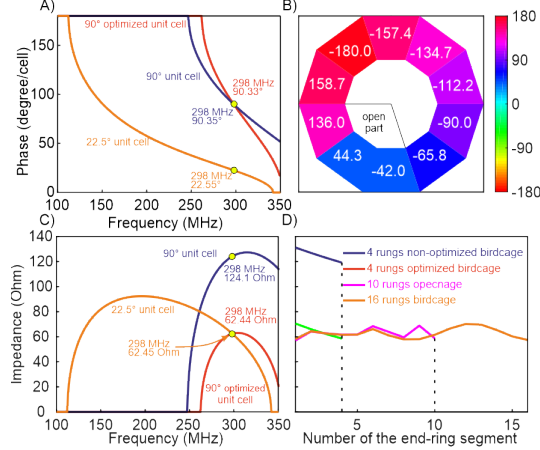 A)
Phase (degree/cell)
150
100
50
0
90° optimized unit cell
90° unit cell
298 MHz
90.33°
298 MHz
90.35°
22.5° unit cell
298 MHz
22.55°
100 150 200 250 300 350
Frequency (MHz)
B)
-157.4
-180.0
-134.7
158.7
-112.2
136.0
-90.0
open
part
44.3
-65.8
-42.0
180
90
0
-90
-180
C)
Impedance (Ohm)
140
120
100
80
60
40
20
0
90° unit cell
298 MHz
124.1 Ohm
22.5° unit cell
298 MHz
62.44 Ohm
298 MHz
62.45 Ohm
90° optimized
unit cell
100 150 200 250 300 350
Frequency (MHz)
D)
4 rungs non-optimized birdcage
4 rungs optimized birdcage
10 rungs opecnage
16 rungs birdcage
5 10 15
Number of the end-ring segment